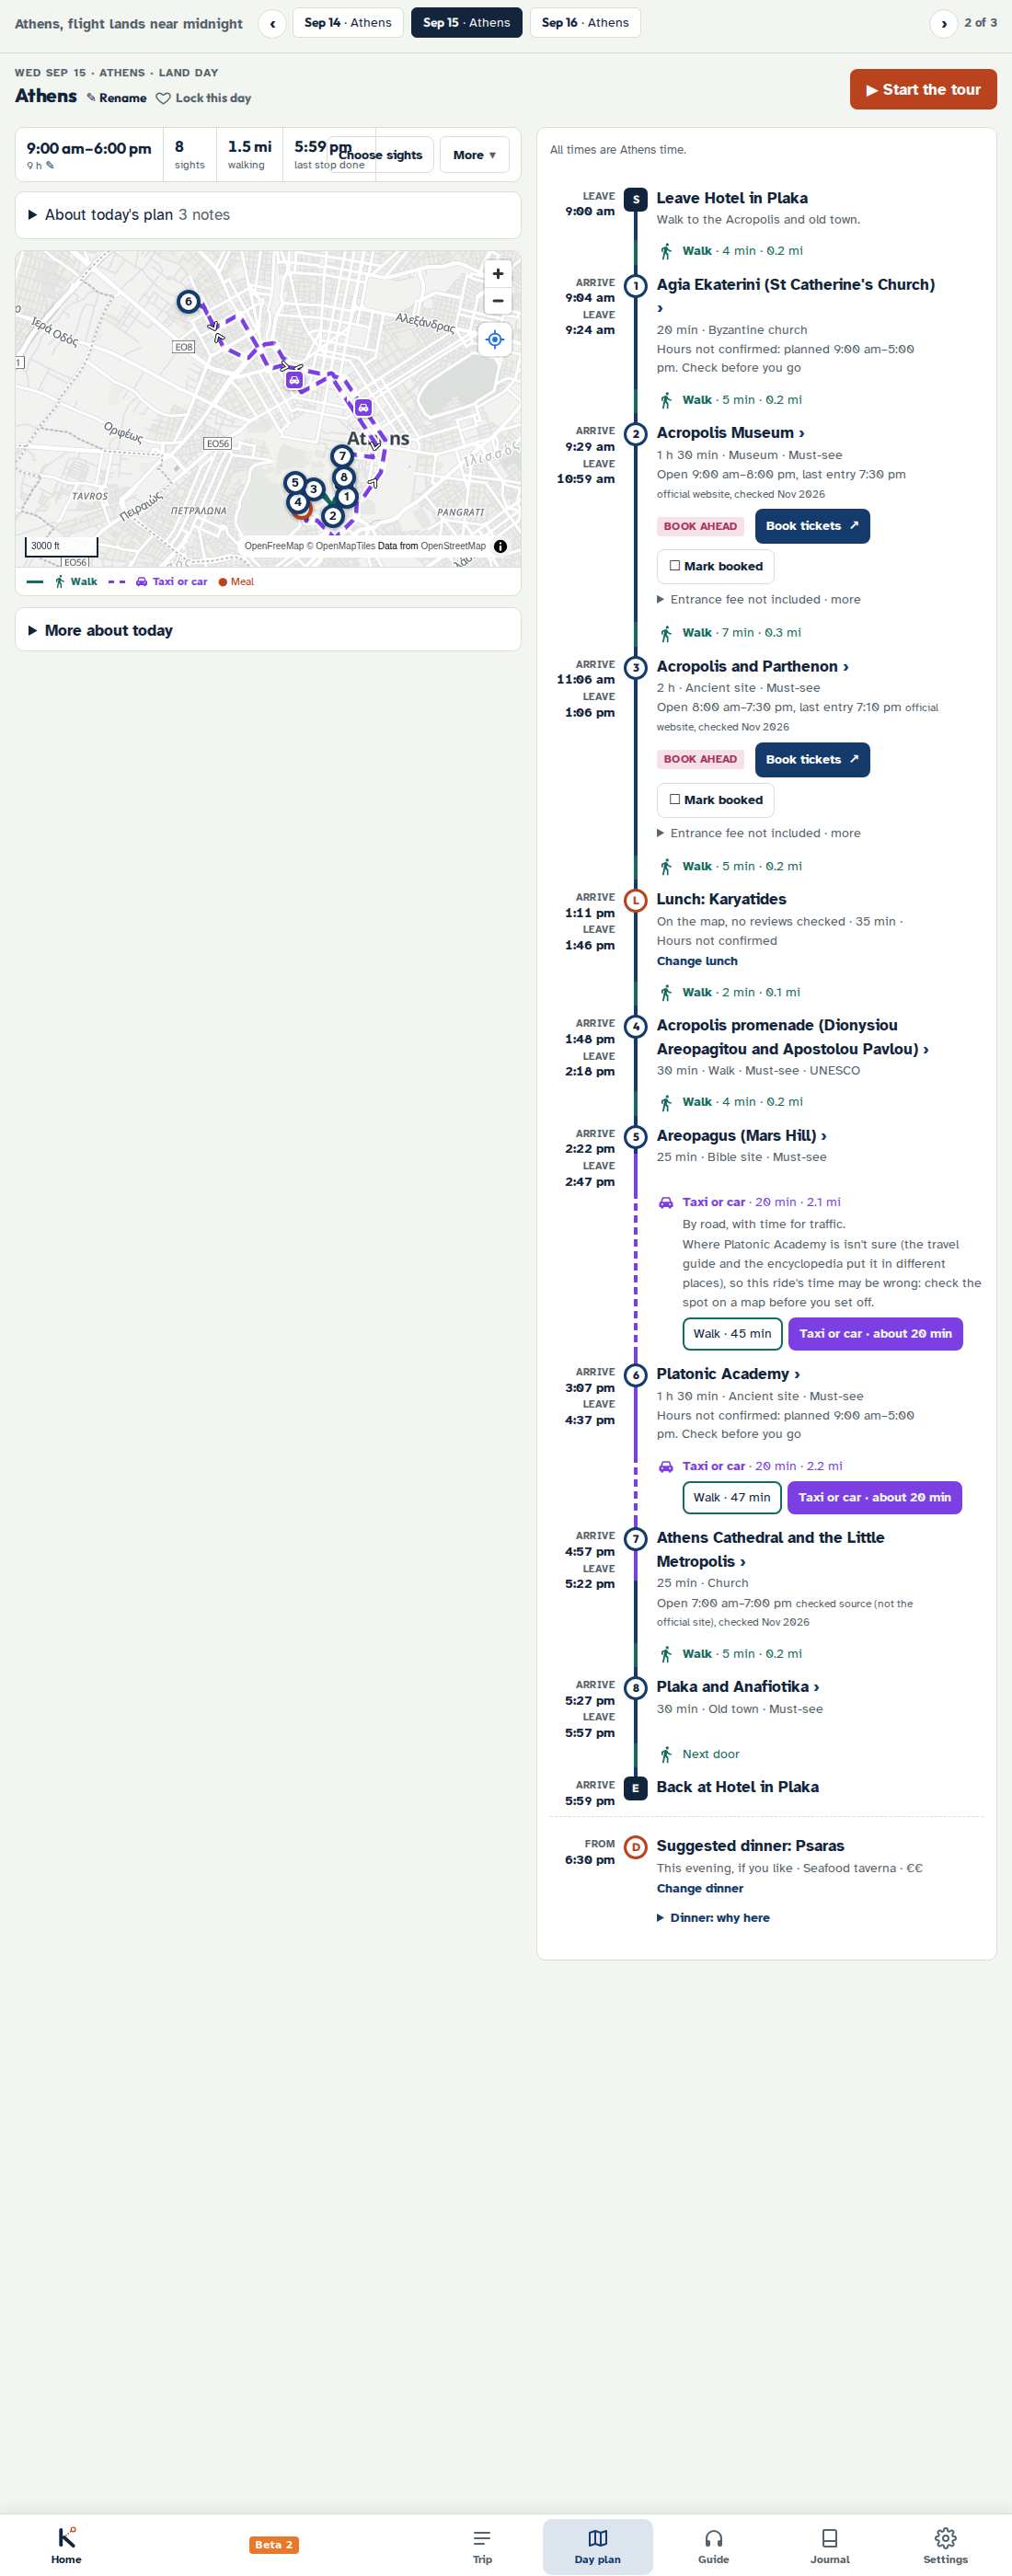 Athens, flight lands near midnight
‹
Sep 14 · Athens
Sep 15 · Athens
Sep 16 · Athens
›
2 of 3
WED SEP 15 · ATHENS · LAND DAY
Athens ✎ Rename Lock this day
▶ Start the tour
9:00 am–6:00 pm
9 h ✎
8
sights
1.5 mi
walking
5:59 pm
last stop done
Choose sights
More ▾
▶ About today's plan 3 notes
6
Ιερά Οδός
ΕΟ8
Αλεξάνδρας
1
Ορφέως
ΕΟ56
7
8
5
3
1
4
2
TAVROS
Πειραιώς
ΠΕΤΡΑΛΩΝΑ
PANGRATI
+
−
3000 ft
ΕΟ56
OpenFreeMap © OpenMapTiles Data from OpenStreetMap
Walk
Taxi or car
Meal
▶ More about today
All times are Athens time.
LEAVE
9:00 am
S
Leave Hotel in Plaka
Walk to the Acropolis and old town.
Walk · 4 min · 0.2 mi
ARRIVE
9:04 am
LEAVE
9:24 am
1
Agia Ekaterini (St Catherine's Church)
›
20 min · Byzantine church
Hours not confirmed: planned 9:00 am–5:00
pm. Check before you go
Walk · 5 min · 0.2 mi
ARRIVE
9:29 am
LEAVE
10:59 am
2
Acropolis Museum ›
1 h 30 min · Museum · Must-see
Open 9:00 am–8:00 pm, last entry 7:30 pm
official website, checked Nov 2026
BOOK AHEAD
Book tickets ↗
☐ Mark booked
▶ Entrance fee not included · more
Walk · 7 min · 0.3 mi
ARRIVE
11:06 am
LEAVE
1:06 pm
3
Acropolis and Parthenon ›
2 h · Ancient site · Must-see
Open 8:00 am–7:30 pm, last entry 7:10 pm official
website, checked Nov 2026
BOOK AHEAD
Book tickets ↗
☐ Mark booked
▶ Entrance fee not included · more
Walk · 5 min · 0.2 mi
ARRIVE
1:11 pm
LEAVE
1:46 pm
L
Lunch: Karyatides
On the map, no reviews checked · 35 min ·
Hours not confirmed
Change lunch
Walk · 2 min · 0.1 mi
ARRIVE
1:48 pm
LEAVE
2:18 pm
4
Acropolis promenade (Dionysiou
Areopagitou and Apostolou Pavlou) ›
30 min · Walk · Must-see · UNESCO
Walk · 4 min · 0.2 mi
ARRIVE
2:22 pm
LEAVE
2:47 pm
5
Areopagus (Mars Hill) ›
25 min · Bible site · Must-see
Taxi or car · 20 min · 2.1 mi
By road, with time for traffic.
Where Platonic Academy is isn't sure (the travel
guide and the encyclopedia put it in different
places), so this ride's time may be wrong: check the
spot on a map before you set off.
Walk · 45 min
Taxi or car · about 20 min
ARRIVE
3:07 pm
LEAVE
4:37 pm
6
Platonic Academy ›
1 h 30 min · Ancient site · Must-see
Hours not confirmed: planned 9:00 am–5:00
pm. Check before you go
Taxi or car · 20 min · 2.2 mi
Walk · 47 min
Taxi or car · about 20 min
ARRIVE
4:57 pm
LEAVE
5:22 pm
7
Athens Cathedral and the Little
Metropolis ›
25 min · Church
Open 7:00 am–7:00 pm checked source (not the
official site), checked Nov 2026
Walk · 5 min · 0.2 mi
ARRIVE
5:27 pm
LEAVE
5:57 pm
8
Plaka and Anafiotika ›
30 min · Old town · Must-see
Next door
ARRIVE
5:59 pm
E
Back at Hotel in Plaka
FROM
6:30 pm
D
Suggested dinner: Psaras
This evening, if you like · Seafood taverna · €€
Change dinner
▶ Dinner: why here
Home
Beta 2
Trip
Day plan
Guide
Journal
Settings